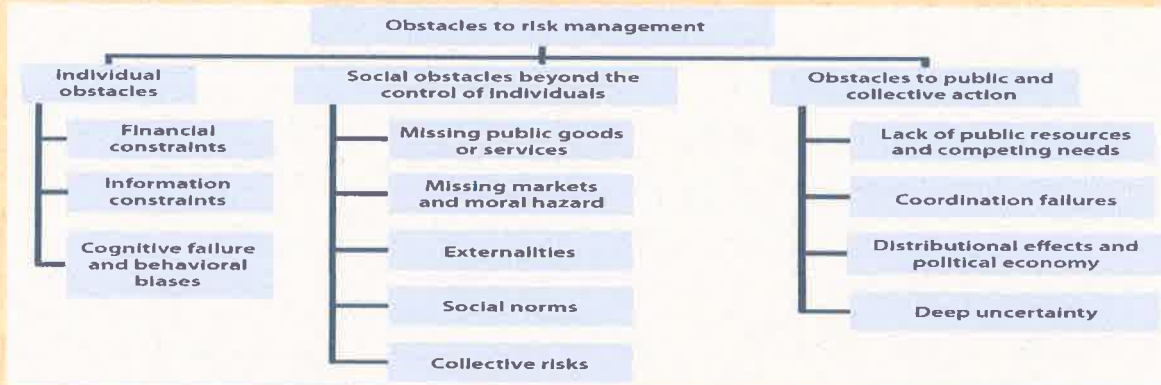 Obstacles to risk management
Individual
obstacles
Financial
constraints
Information
constraints
Cognitive failure
and behavioral
biases
Social obstacles beyond the
control of individuals
Missing public goods
or services
Missing markets
and moral hazard
Externalities
Social norms
Collective risks
Obstacles to public and
collective action
Lack of public resources
and competing needs
Coordination failures
Distributional effects and
political economy
Deep uncertainty